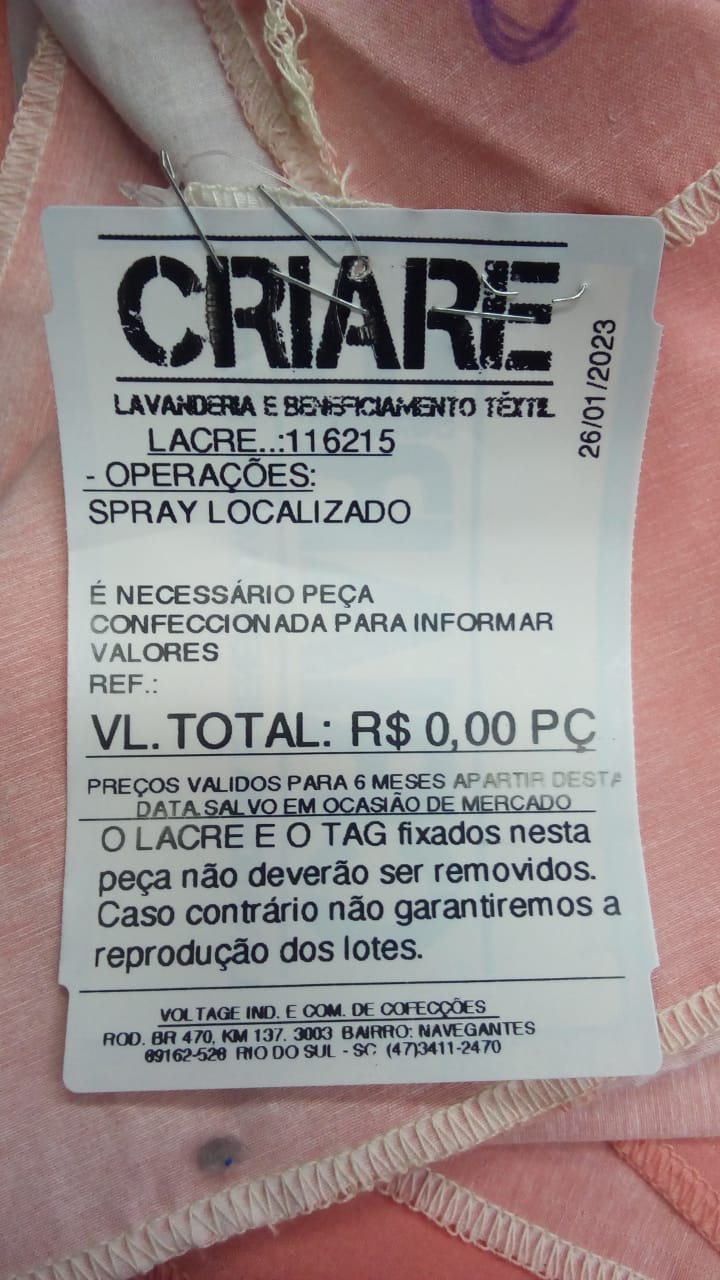 CRIARE
LAVANDERIA E BENEFICIAMENTO TÊXTIL
26/01/2023
LACRE..:116215
- OPERAÇÕES:
SPRAY LOCALIZADO
É NECESSÁRIO PEÇA
CONFECCIONADA PARA INFORMAR
VALORES
REF.:
VL. TOTAL: R$ 0,00 PÇ
PREÇOS VALIDOS PARA 6 MESES APARTIR DESTA
DATA SALVO EM OCASIÃO DE MERCADO
O LACRE E O TAG fixados nesta
peça não deverão ser removidos.
Caso contrário não garantiremos a
reprodução dos lotes.
VOLTAGE IND. E COM. DE COFECÇÕES
ROD. BR 470, KM 137. 3003 BAIRRO: NAVEGANTES
89162-528 RIO DO SUL - SC (47)3411-2470